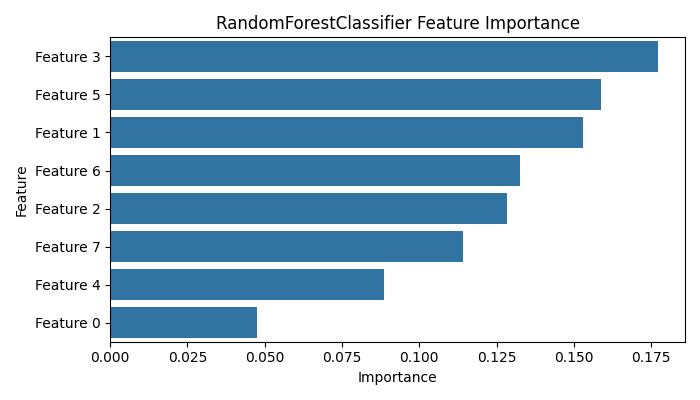 RandomForestClassifier Feature Importance
Feature 3
Feature 5
Feature 1
Feature 6
Feature 2
Feature 7
Feature 4
Feature 0
Feature
0.000 0.025 0.050 0.075 0.100 0.125 0.150 0.175
Importance